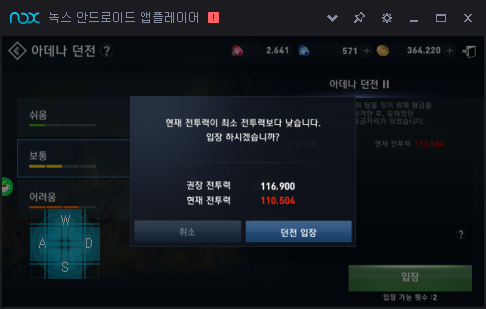 nox 녹스 안드로이드 앱플레이어
아데나 던전 ?
2.641 571 + 364.220 +
아데나 던전 II
쉬움
보통
어려움
현재 전투력이 최소 전투력보다 낮습니다.
입장 하시겠습니까?
권장 전투력 116.900
현재 전투력 110.504
취소
던전 입장
현재 전투력 110.504
W
A D
S
?
입장
입장 가능 횟수 :2